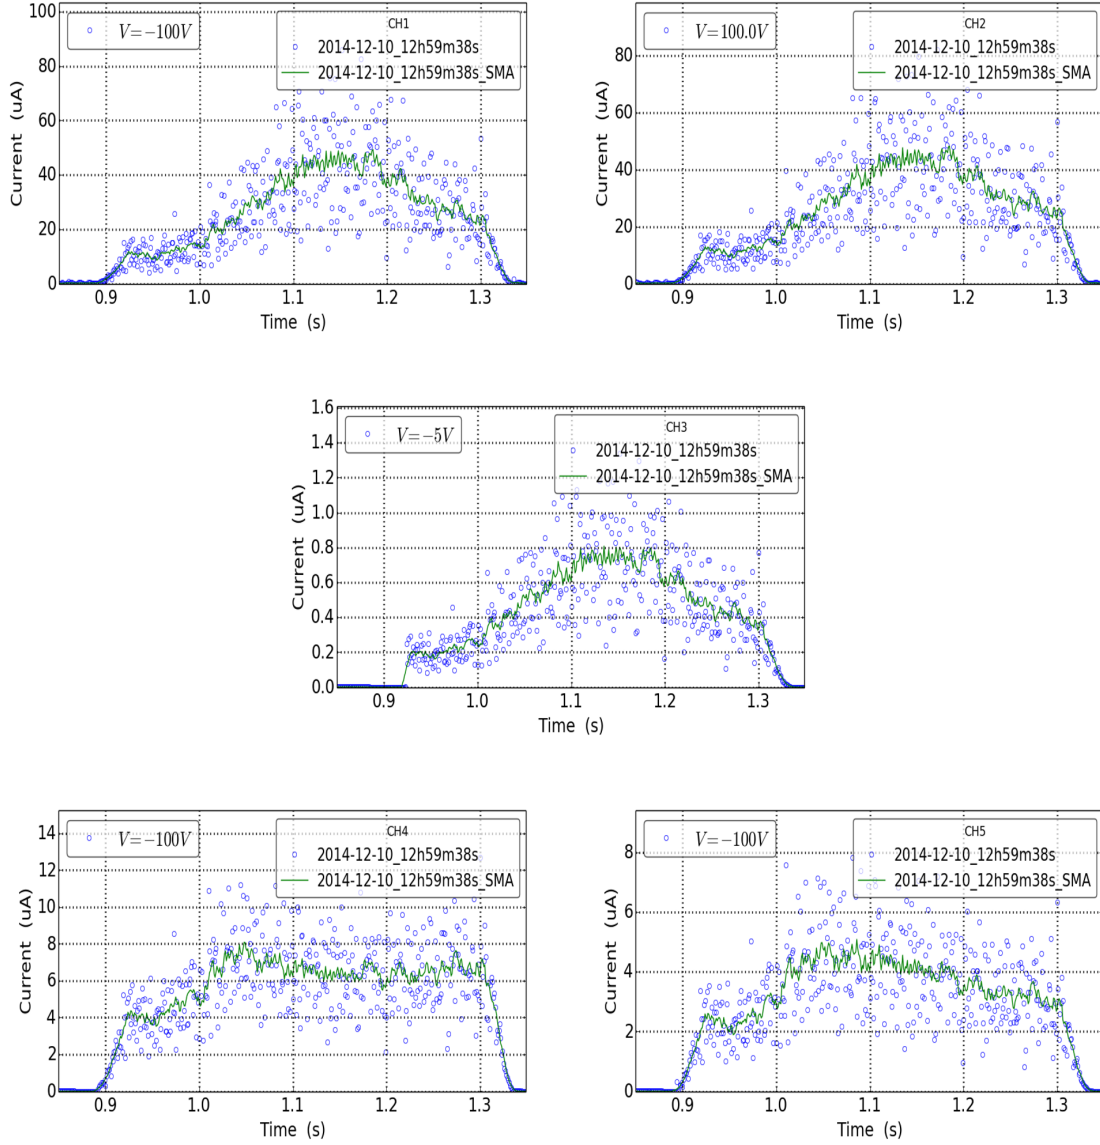 CH1
V=−100V
2014-12-10_12h59m38s
2014-12-10_12h59m38s_SMA
100
80
60
40
20
0
Current (uA)
0.9 1.0 1.1 1.2 1.3
Time (s)
CH2
V=100.0V
2014-12-10_12h59m38s
2014-12-10_12h59m38s_SMA
80
60
40
20
0
Current (uA)
0.9 1.0 1.1 1.2 1.3
Time (s)
CH3
V=−5V
2014-12-10_12h59m38s
2014-12-10_12h59m38s_SMA
1.6
1.4
1.2
1.0
0.8
0.6
0.4
0.2
0.0
Current (uA)
0.9 1.0 1.1 1.2 1.3
Time (s)
CH4
V=−100V
2014-12-10_12h59m38s
2014-12-10_12h59m38s_SMA
14
12
10
8
6
4
2
0
Current (uA)
0.9 1.0 1.1 1.2 1.3
Time (s)
CH5
V=−100V
2014-12-10_12h59m38s
2014-12-10_12h59m38s_SMA
8
6
4
2
0
Current (uA)
0.9 1.0 1.1 1.2 1.3
Time (s)